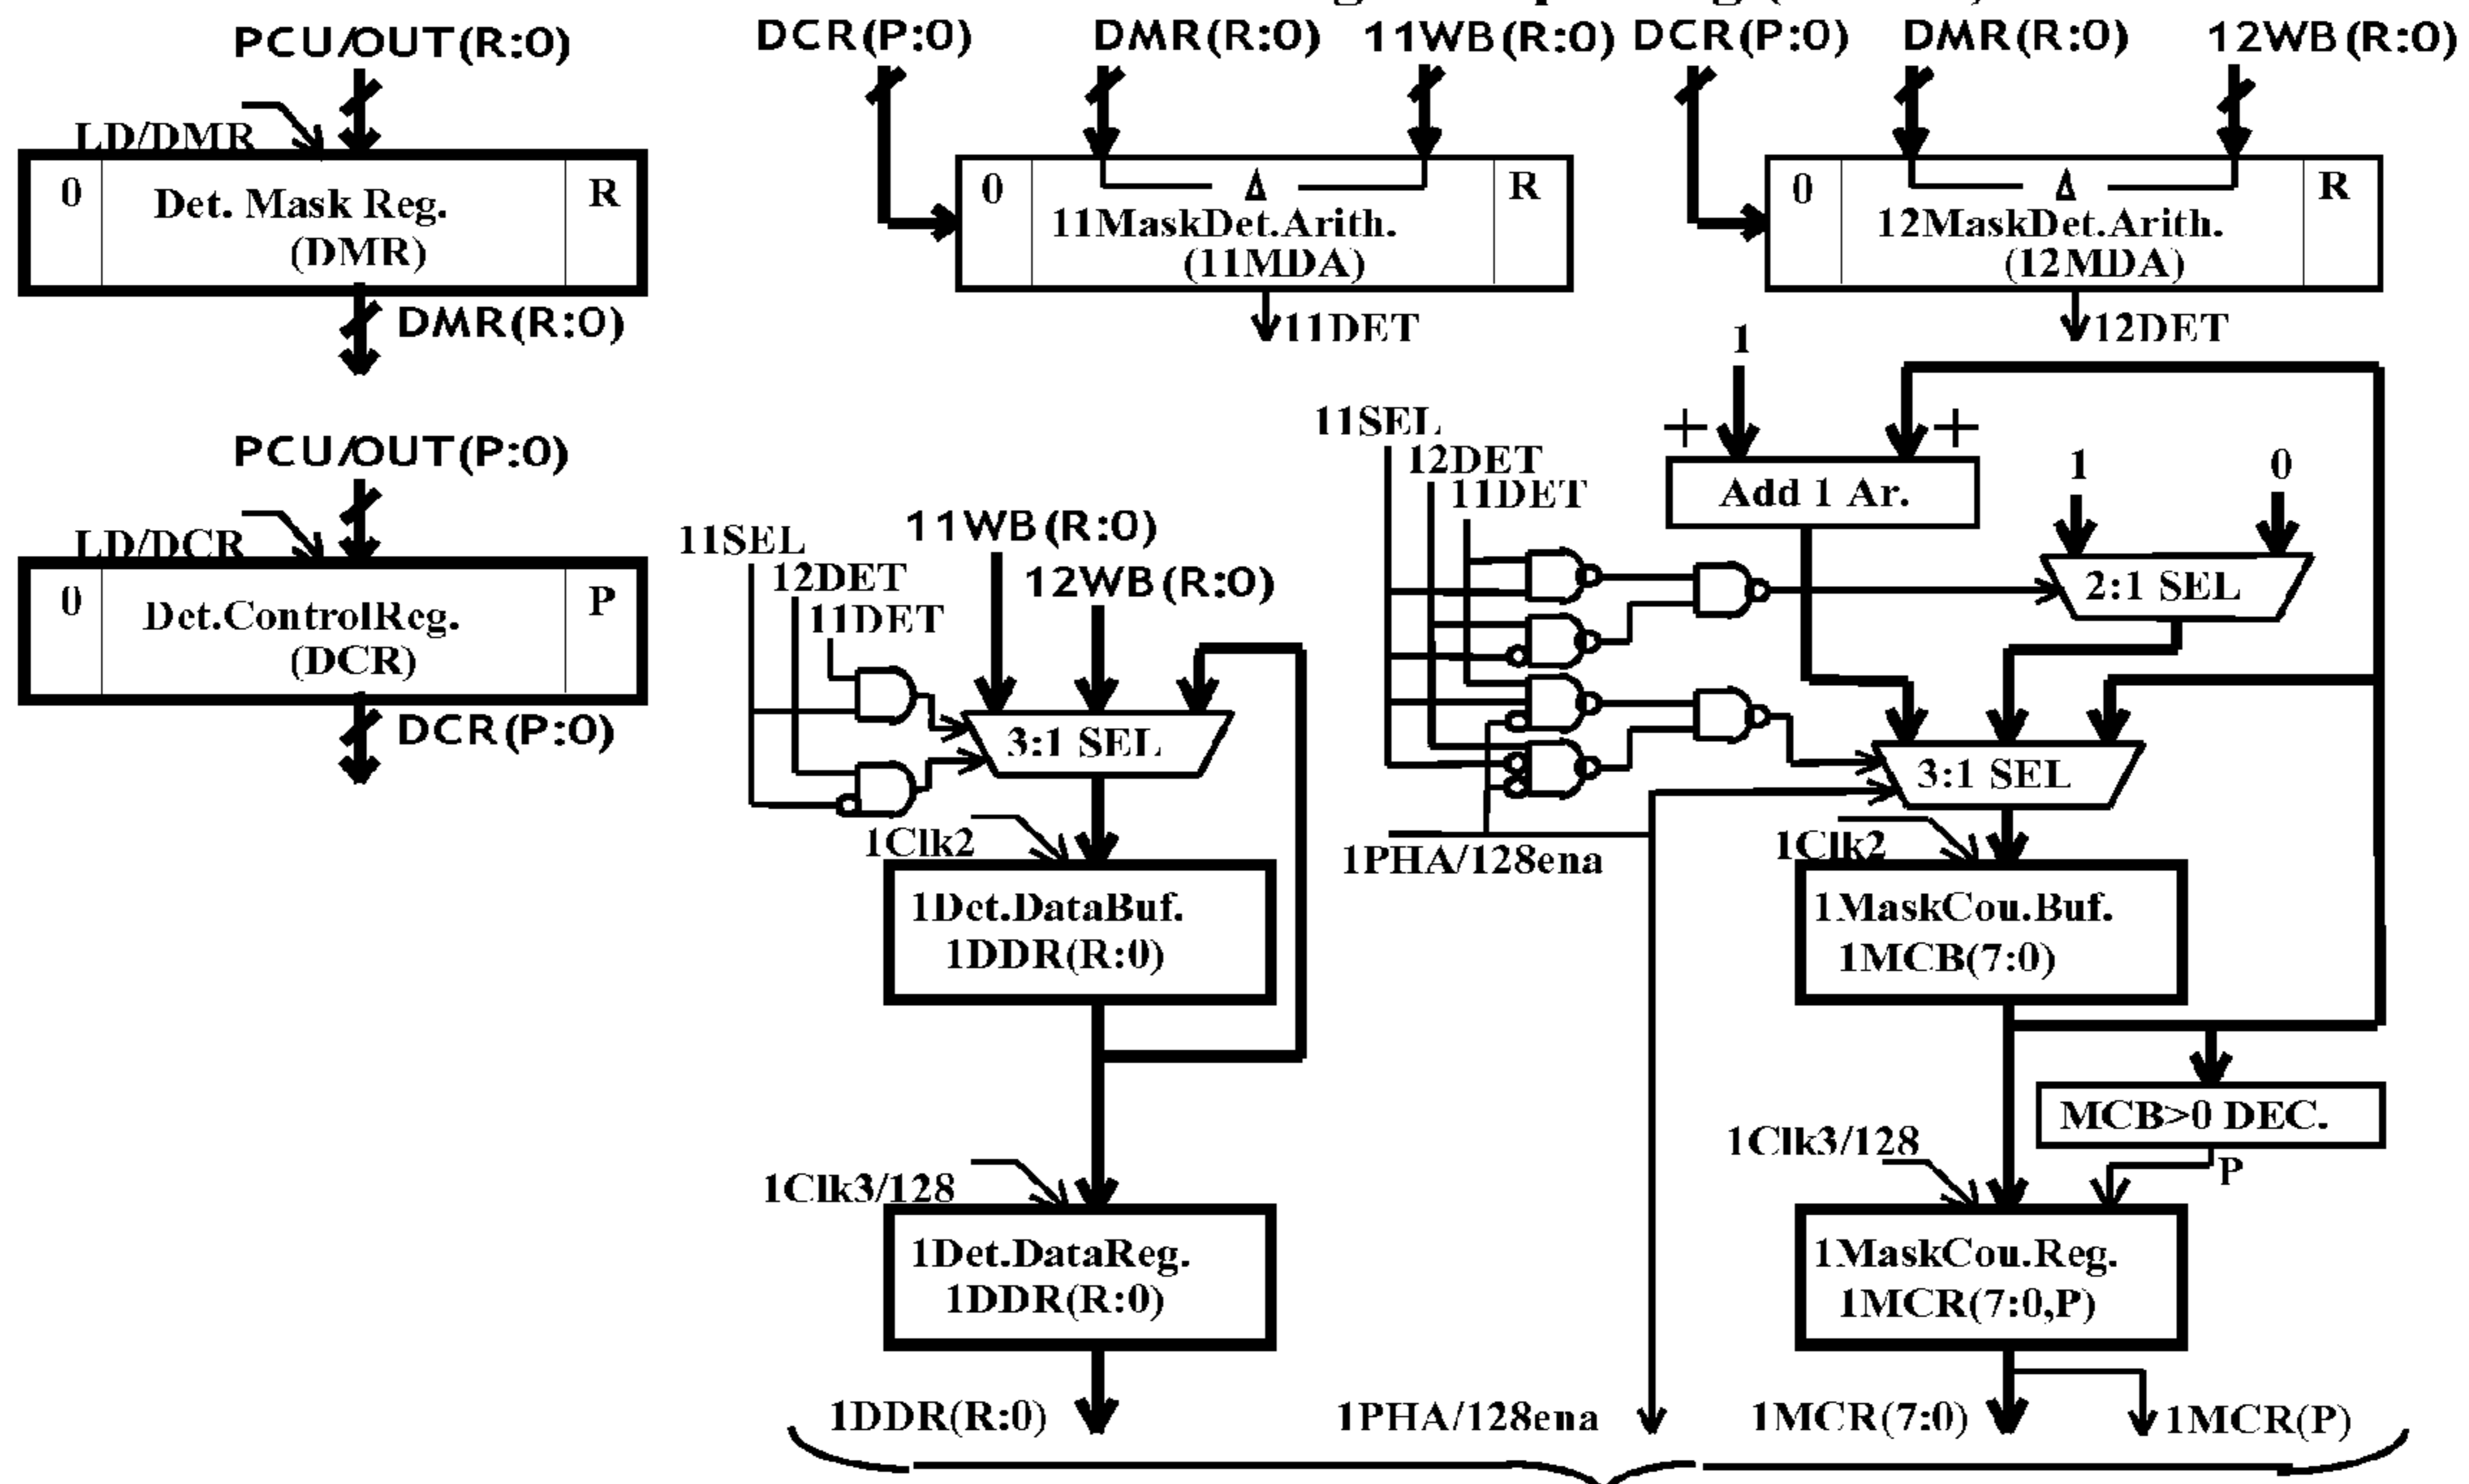 PCU/OUT(R:0)
LD/DMR
0
Det. Mask Reg.
(DMR)
R
DMR(R:0)
PCU/OUT(P:0)
LD/DCR
0
Det.ControlReg.
(DCR)
P
DCR(P:0)
DCR(P:0)
DMR(R:0)
11WB(R:0)
0
Δ
R
11MaskDet.Arith.
(11MDA)
11DET
DCR(P:0)
DMR(R:0)
12WB(R:0)
0
Δ
R
12MaskDet.Arith.
(12MDA)
12DET
11SEL
12DET
11DET
11WB(R:0)
12WB(R:0)
3:1 SEL
1Clk2
1Det.DataBuf.
1DDR(R:0)
1Clk3/128
1Det.DataReg.
1DDR(R:0)
1DDR(R:0)
11SEL
12DET
11DET
1
+
+
Add 1 Ar.
1
0
2:1 SEL
3:1 SEL
1PHA/128ena
1Clk2
1MaskCou.Buf.
1MCB(7:0)
MCB>0 DEC.
P
1Clk3/128
1MaskCou.Reg.
1MCR(7:0,P)
1PHA/128ena
1MCR(7:0)
1MCR(P)